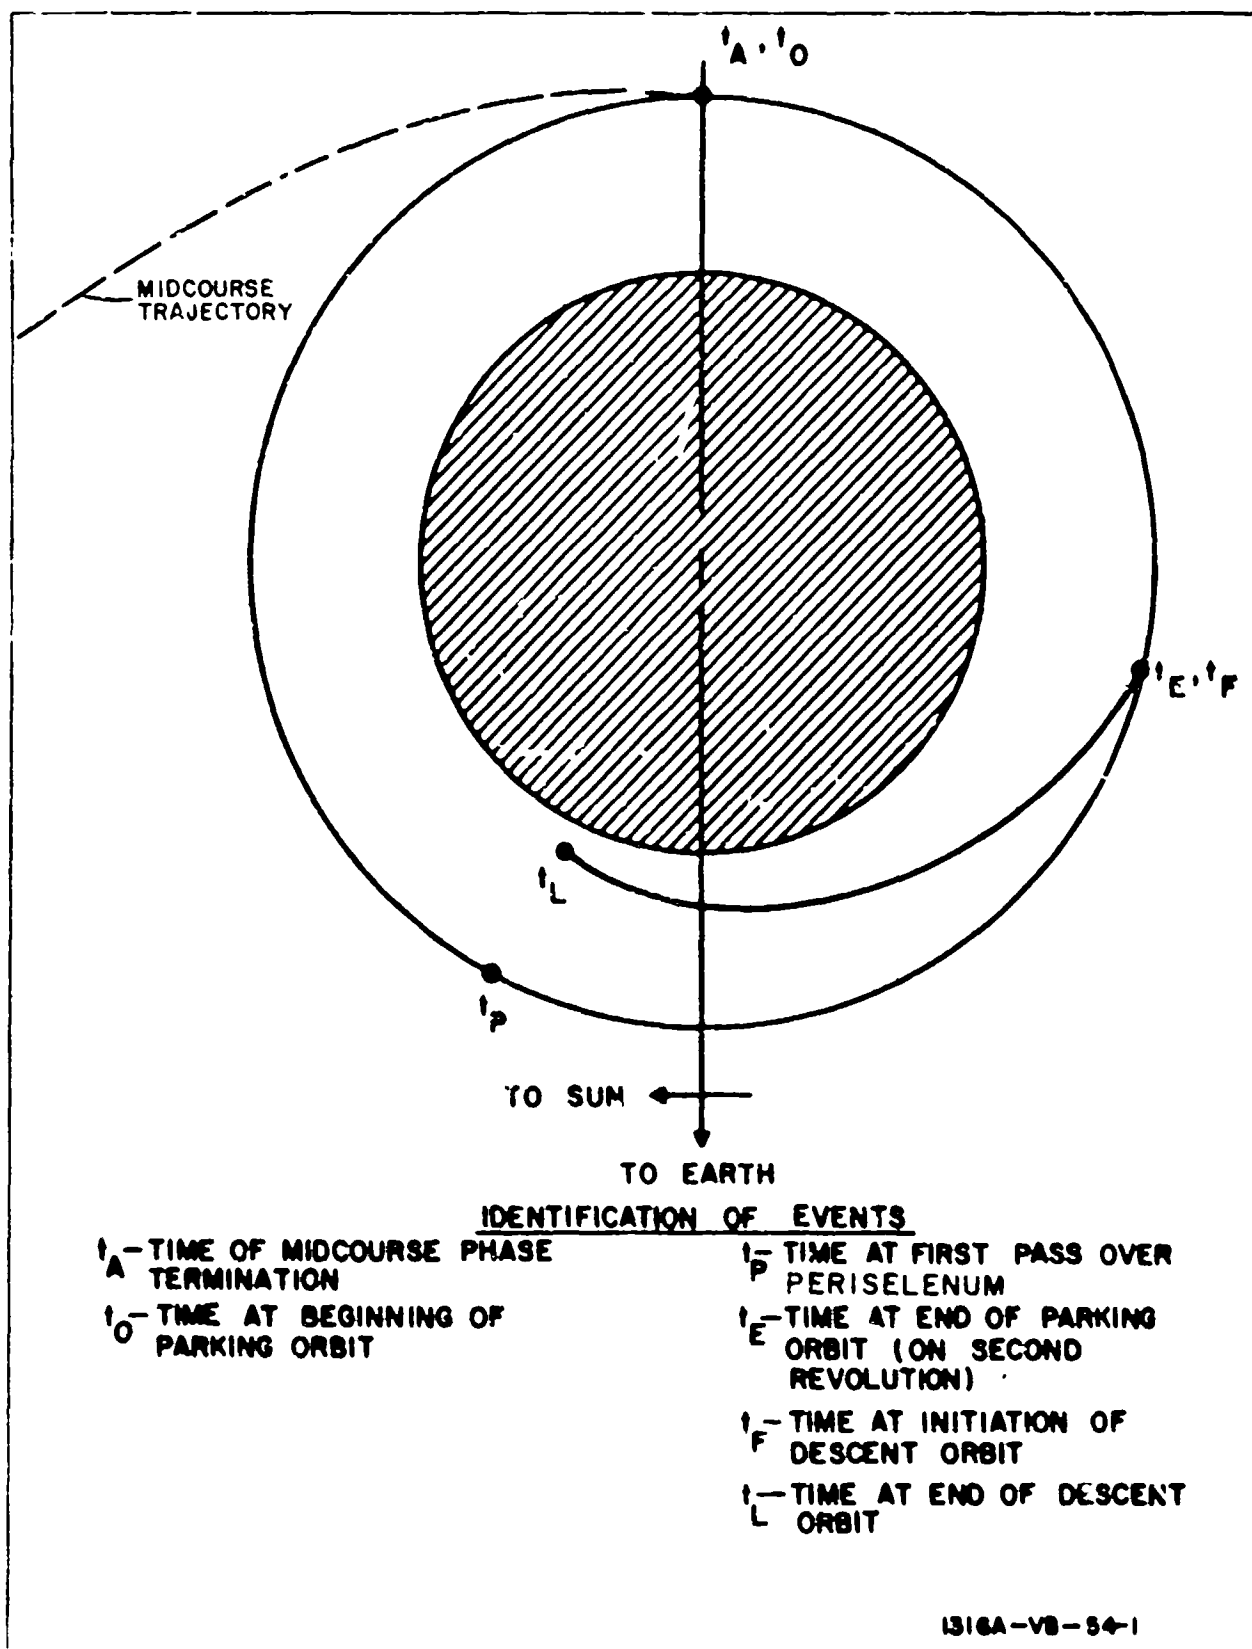 tA, tO
MIDCOURSE
TRAJECTORY
tE, tF
tL
tP
TO SUN
TO EARTH
IDENTIFICATION OF EVENTS
tA– TIME OF MIDCOURSE PHASE
TERMINATION
tO– TIME AT BEGINNING OF
PARKING ORBIT
tP– TIME AT FIRST PASS OVER
PERISELENUM
tE– TIME AT END OF PARKING
ORBIT (ON SECOND
REVOLUTION)
tF– TIME AT INITIATION OF
DESCENT ORBIT
tL– TIME AT END OF DESCENT
ORBIT
1316A-VB-54-1